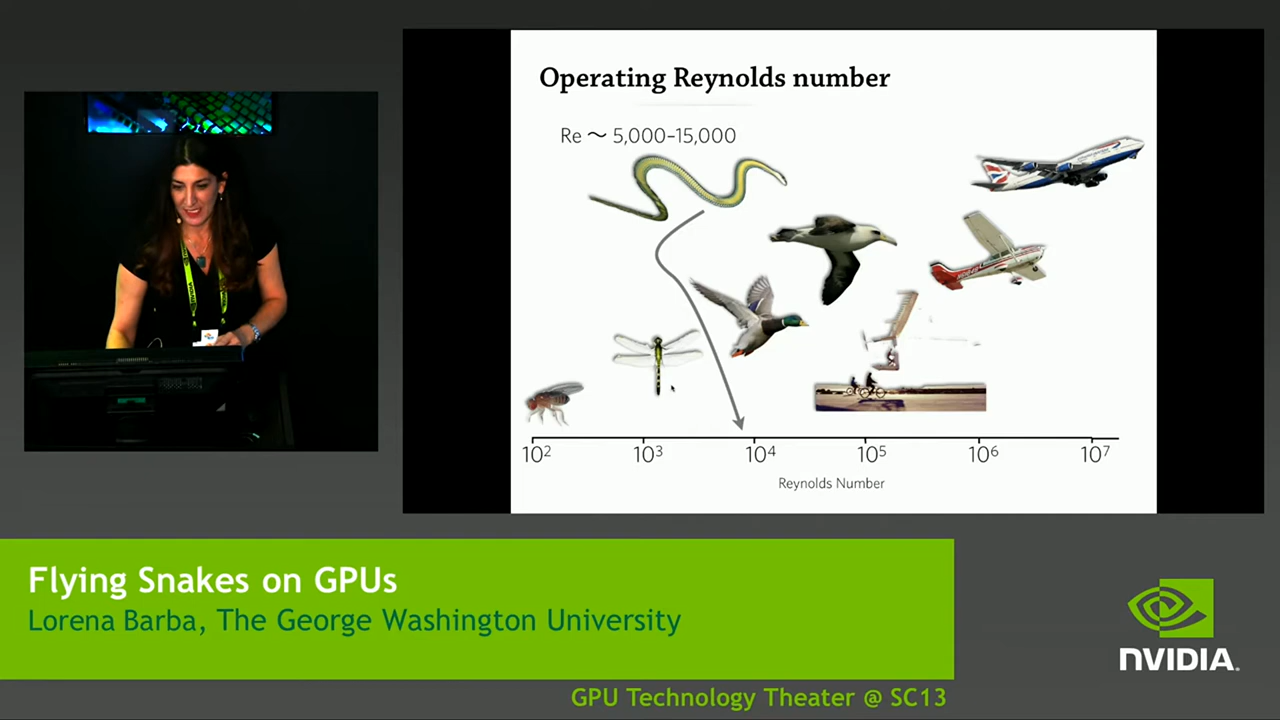 Operating Reynolds number
Re ~ 5,000–15,000
10² 10³ 10⁴ 10⁵ 10⁶ 10⁷
Reynolds Number
Flying Snakes on GPUs
Lorena Barba, The George Washington University
NVIDIA.
GPU Technology Theater @ SC13